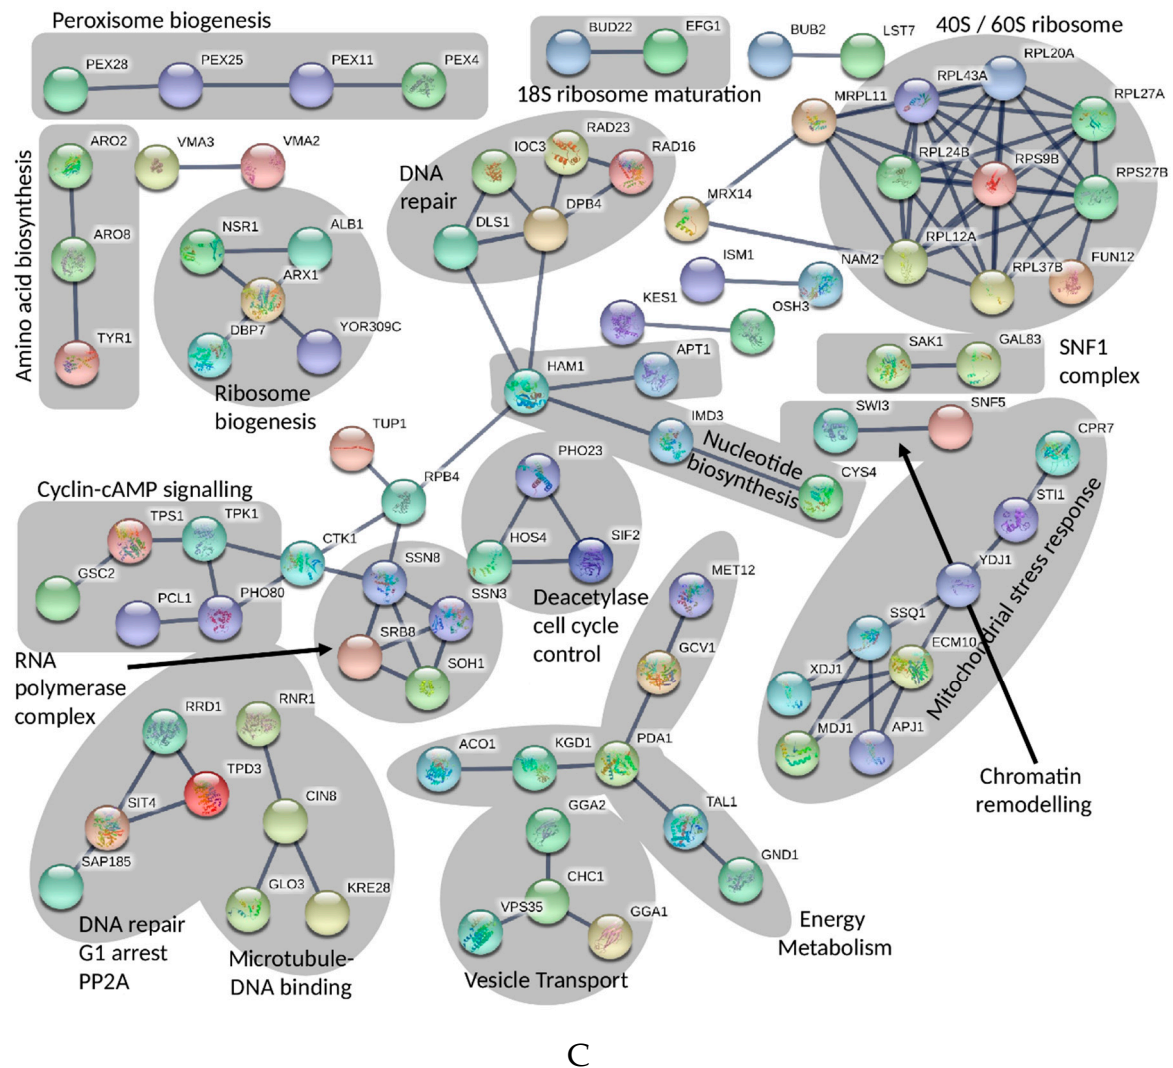 Peroxisome biogenesis
PEX28
PEX25
PEX11
PEX4
BUD22
EFG1
18S ribosome maturation
BUB2
LST7
40S / 60S ribosome
RPL20A
RPL43A
MRPL11
RPL27A
RPL24B
RPS9B
RPS27B
RPL12A
NAM2
RPL37B
FUN12
MRX14
Amino acid biosynthesis
ARO2
ARO8
TYR1
VMA3
VMA2
NSR1
ALB1
ARX1
DBP7
YOR309C
Ribosome
biogenesis
DNA
repair
RAD23
IOC3
RAD16
DPB4
DLS1
ISM1
OSH3
KES1
HAM1
APT1
IMD3
Nucleotide
biosynthesis
CYS4
SAK1
GAL83
SNF1
complex
SWI3
SNF5
CPR7
STI1
YDJ1
SSQ1
ECM10
XDJ1
MDJ1
APJ1
Mitochondrial stress response
Chromatin
remodelling
TUP1
RPB4
PHO23
HOS4
SIF2
Deacetylase
cell cycle
control
Cyclin-cAMP signalling
TPS1
TPK1
GSC2
PCL1
PHO80
CTK1
SSN8
SSN3
SRB8
SOH1
RNA
polymerase
complex
MET12
GCV1
PDA1
KGD1
ACO1
TAL1
GND1
Energy
Metabolism
RRD1
TPD3
SIT4
SAP185
DNA repair
G1 arrest
PP2A
RNR1
CIN8
GLO3
KRE28
Microtubule-
DNA binding
GGA2
CHC1
VPS35
GGA1
Vesicle Transport
C